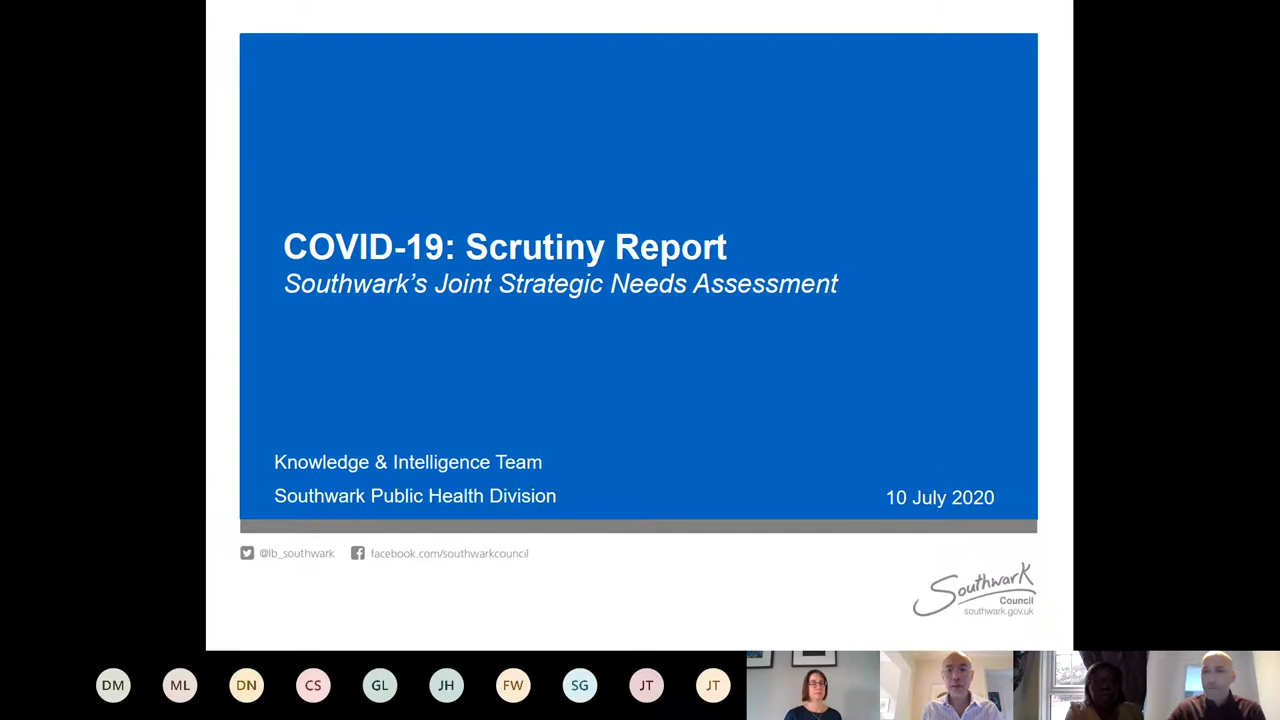 COVID-19: Scrutiny Report
Southwark's Joint Strategic Needs Assessment
Knowledge & Intelligence Team
Southwark Public Health Division
10 July 2020
@lb_southwark
facebook.com/southwarkcouncil
Southwark
Council
southwark.gov.uk
DM ML DN CS GL JH FW SG JT JT